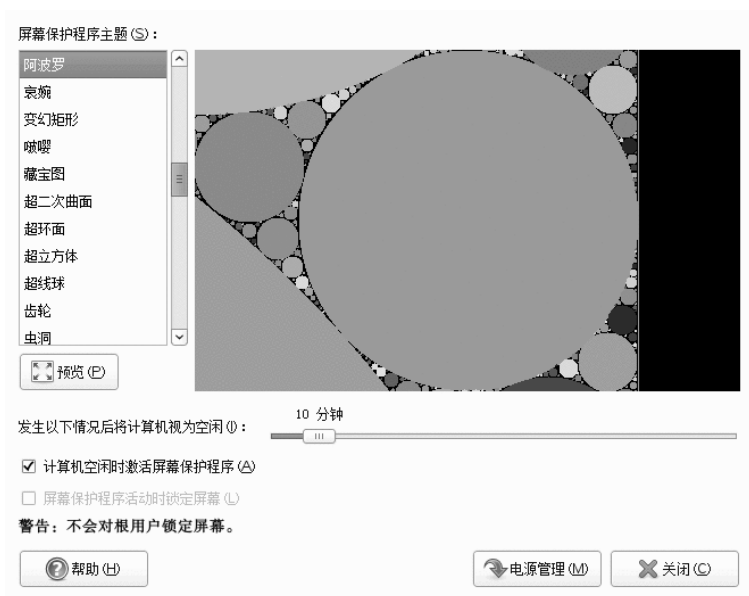 屏幕保护程序主题(S)：
阿波罗
哀婉
变幻矩形
啵嘤
藏宝图
超二次曲面
超环面
超立方体
超线球
齿轮
虫洞
预览(P)
10 分钟
发生以下情况后将计算机视为空闲(I)：
计算机空闲时激活屏幕保护程序(A)
屏幕保护程序活动时锁定屏幕(L)
警告：不会对根用户锁定屏幕。
帮助(H)
电源管理(M)
关闭(C)